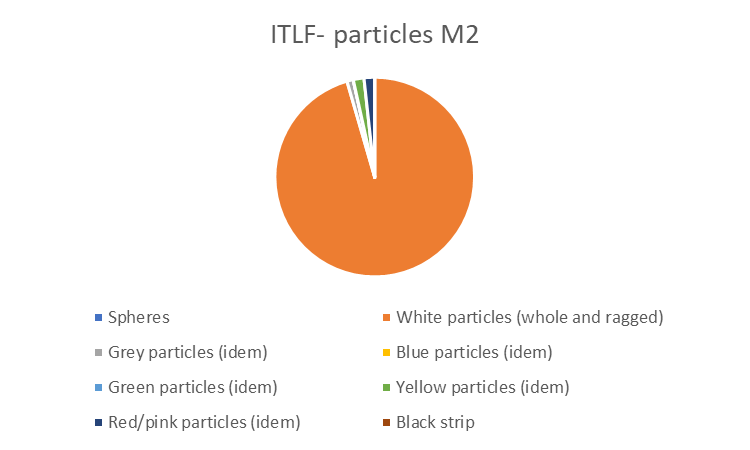 ITLF- particles M2
Spheres
White particles (whole and ragged)
Grey particles (idem)
Blue particles (idem)
Green particles (idem)
Yellow particles (idem)
Red/pink particles (idem)
Black strip